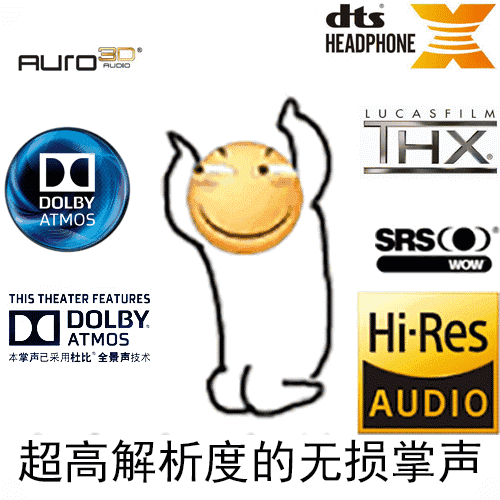 dts
HEADPHONE X
AURO 3D®
AUDIO
LUCASFILM
THX
DOLBY
ATMOS
SRS(●)®
WOW
THIS THEATER FEATURES
DOLBY®
ATMOS
本掌声已采用杜比®全景声技术
Hi-Res
AUDIO
超高解析度的无损掌声